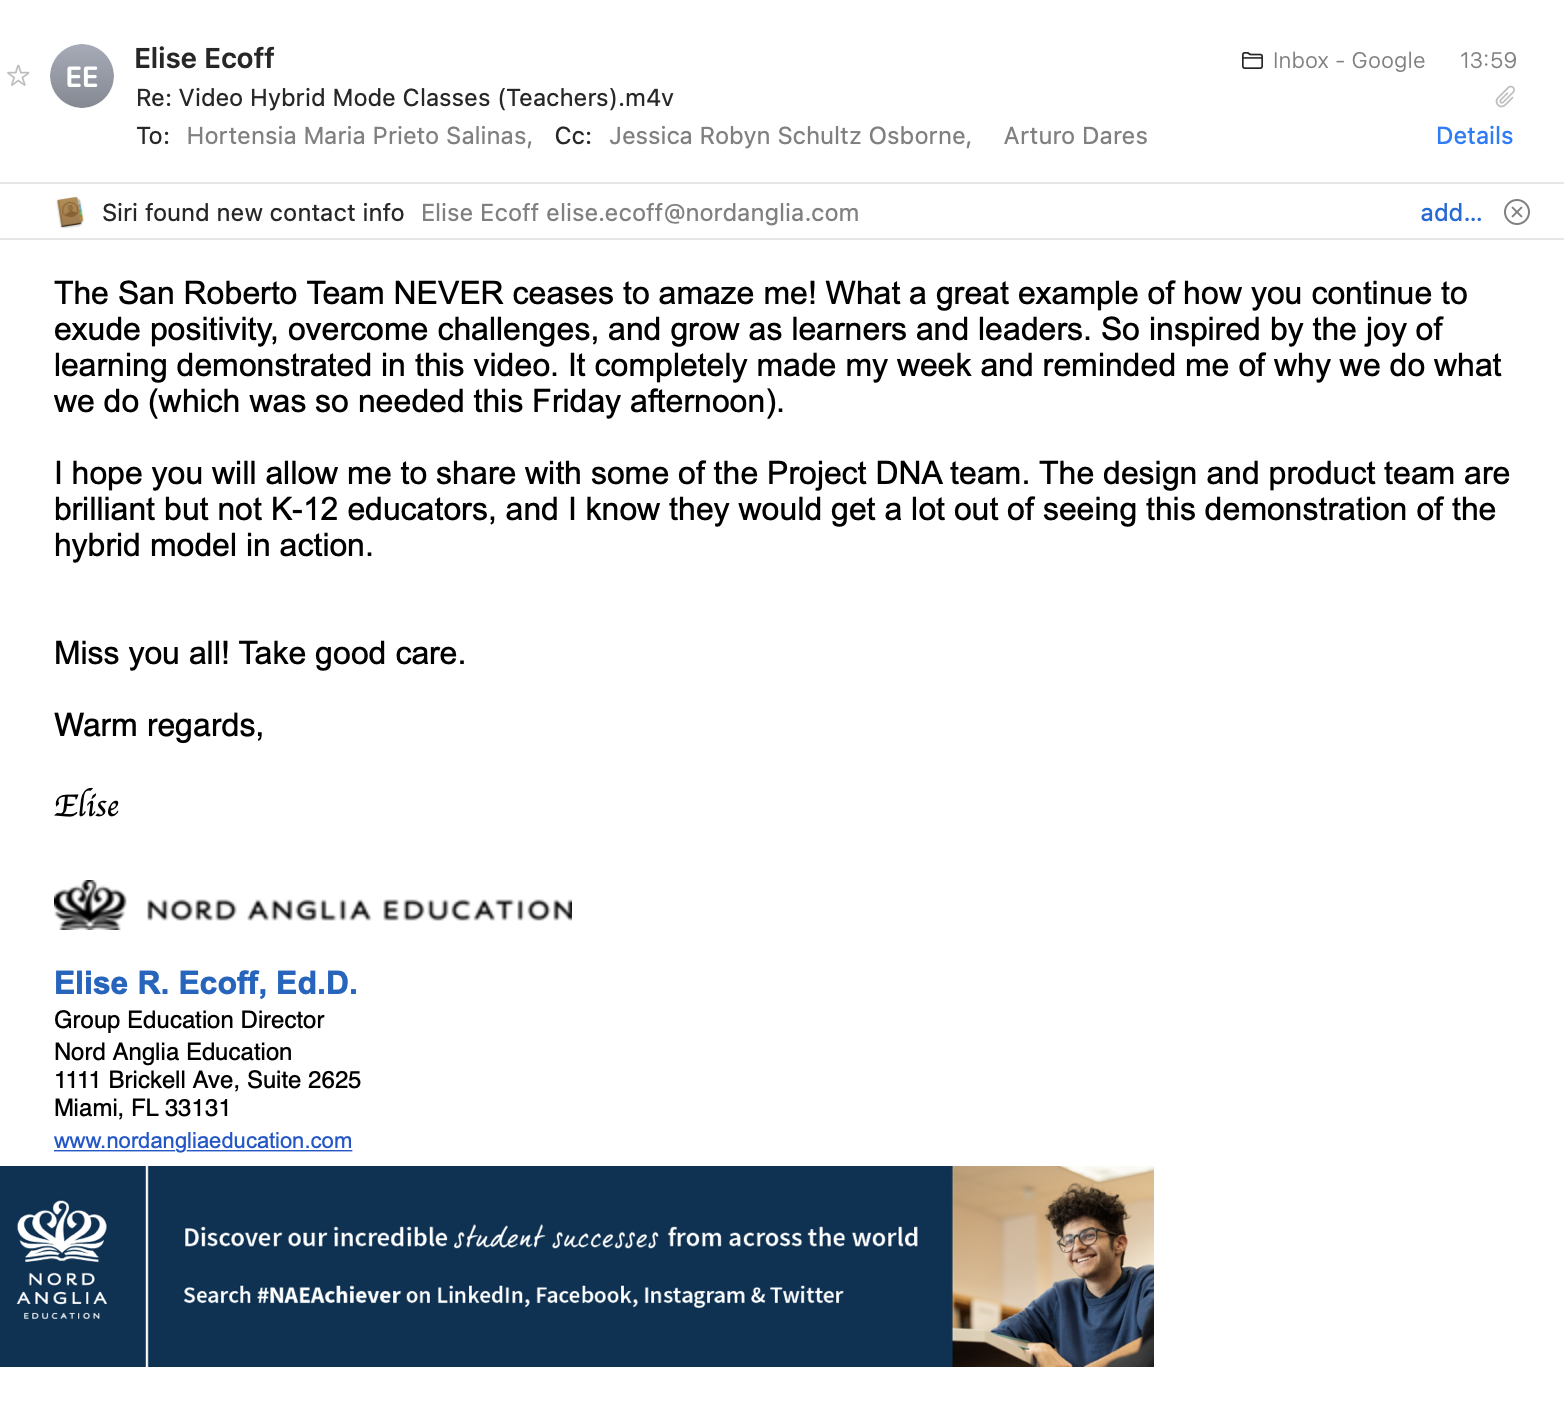 Elise Ecoff
Inbox - Google 13:59
EE
Re: Video Hybrid Mode Classes (Teachers).m4v
To: Hortensia Maria Prieto Salinas, Cc: Jessica Robyn Schultz Osborne, Arturo Dares Details
Siri found new contact info Elise Ecoff elise.ecoff@nordanglia.com add...
The San Roberto Team NEVER ceases to amaze me! What a great example of how you continue to
exude positivity, overcome challenges, and grow as learners and leaders. So inspired by the joy of
learning demonstrated in this video. It completely made my week and reminded me of why we do what
we do (which was so needed this Friday afternoon).
I hope you will allow me to share with some of the Project DNA team. The design and product team are
brilliant but not K-12 educators, and I know they would get a lot out of seeing this demonstration of the
hybrid model in action.
Miss you all! Take good care.
Warm regards,
Elise
NORD ANGLIA EDUCATION
Elise R. Ecoff, Ed.D.
Group Education Director
Nord Anglia Education
1111 Brickell Ave, Suite 2625
Miami, FL 33131
www.nordangliaeducation.com
NORD
ANGLIA
EDUCATION
Discover our incredible student successes from across the world
Search #NAEAchiever on LinkedIn, Facebook, Instagram & Twitter